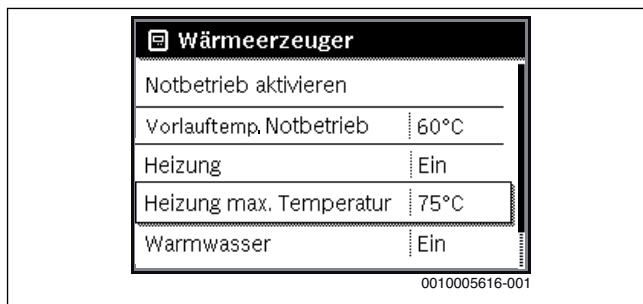 Wärmeerzeuger
Notbetrieb aktivieren
Vorlauftemp. Notbetrieb 60°C
Heizung Ein
Heizung max. Temperatur 75°C
Warmwasser Ein
0010005616-001